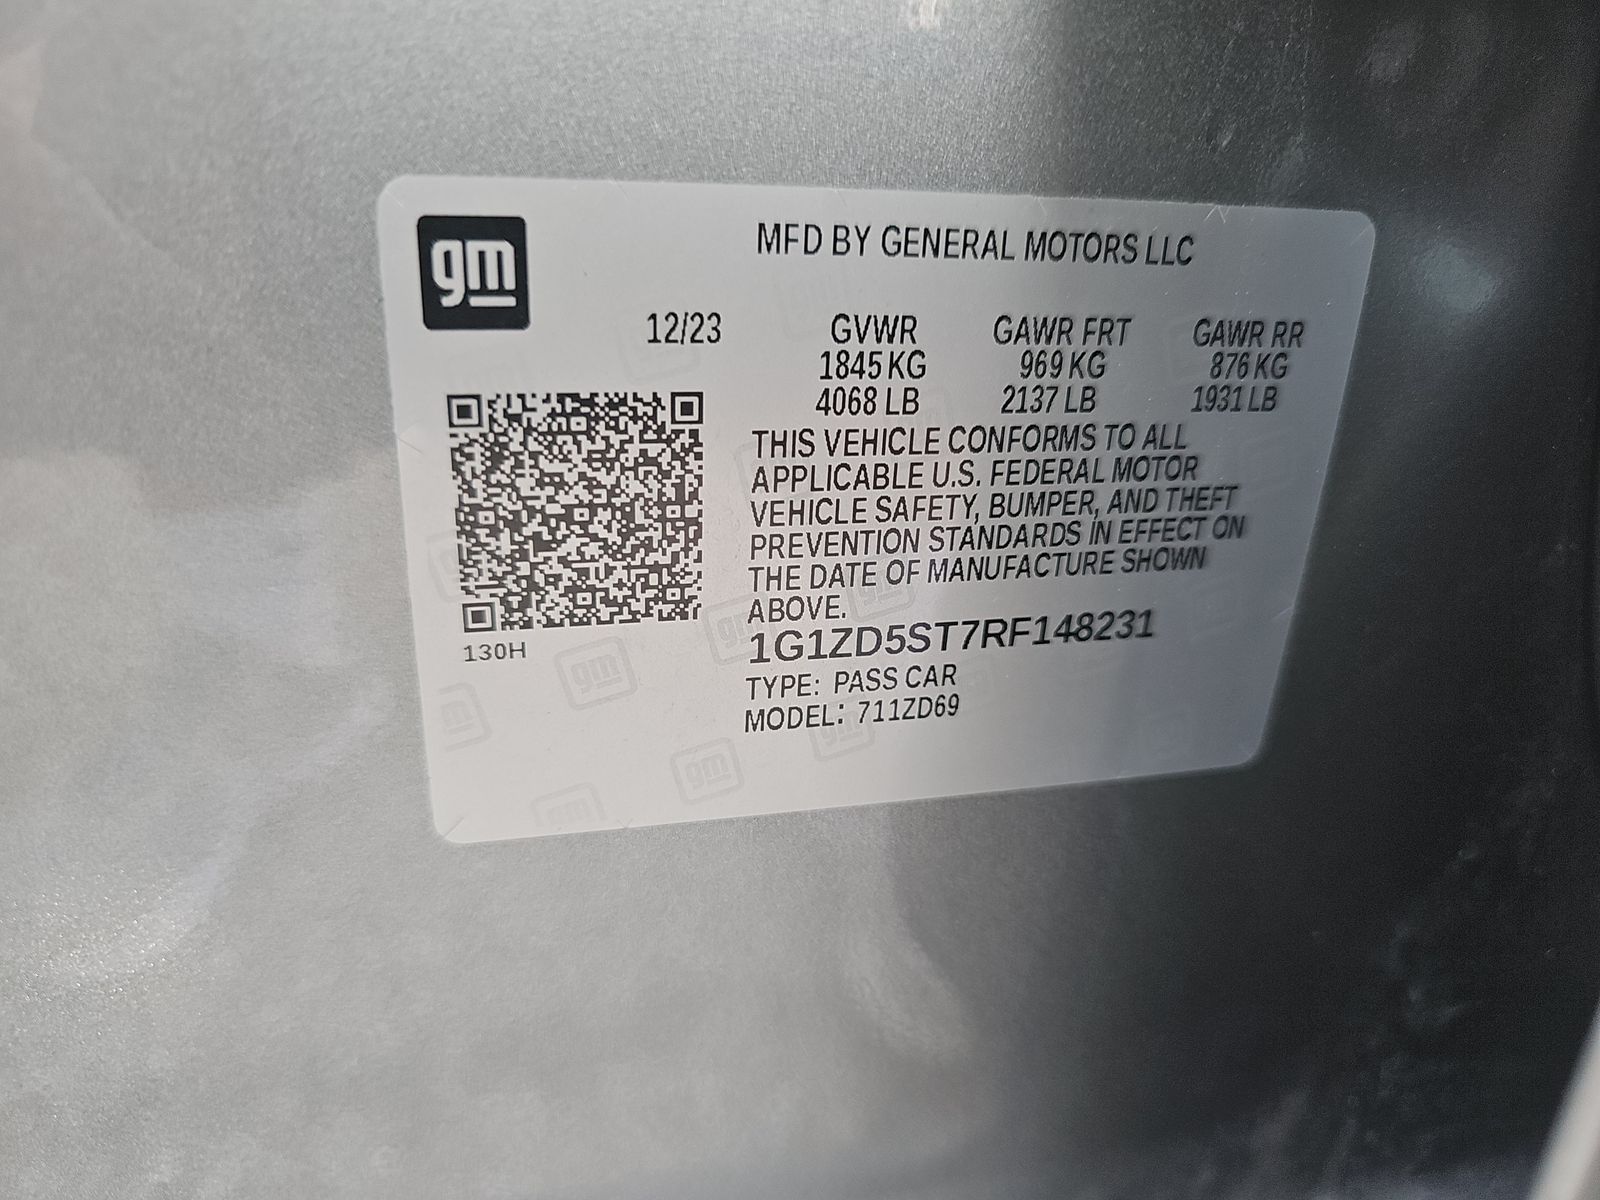 gm
MFD BY GENERAL MOTORS LLC
12/23 GVWR GAWR FRT GAWR RR
1845 KG 969 KG 876 KG
4068 LB 2137 LB 1931 LB
THIS VEHICLE CONFORMS TO ALL
APPLICABLE U.S. FEDERAL MOTOR
VEHICLE SAFETY, BUMPER, AND THEFT
PREVENTION STANDARDS IN EFFECT ON
THE DATE OF MANUFACTURE SHOWN
ABOVE.
1G1ZD5ST7RF148231
130H
TYPE: PASS CAR
MODEL: 711ZD69